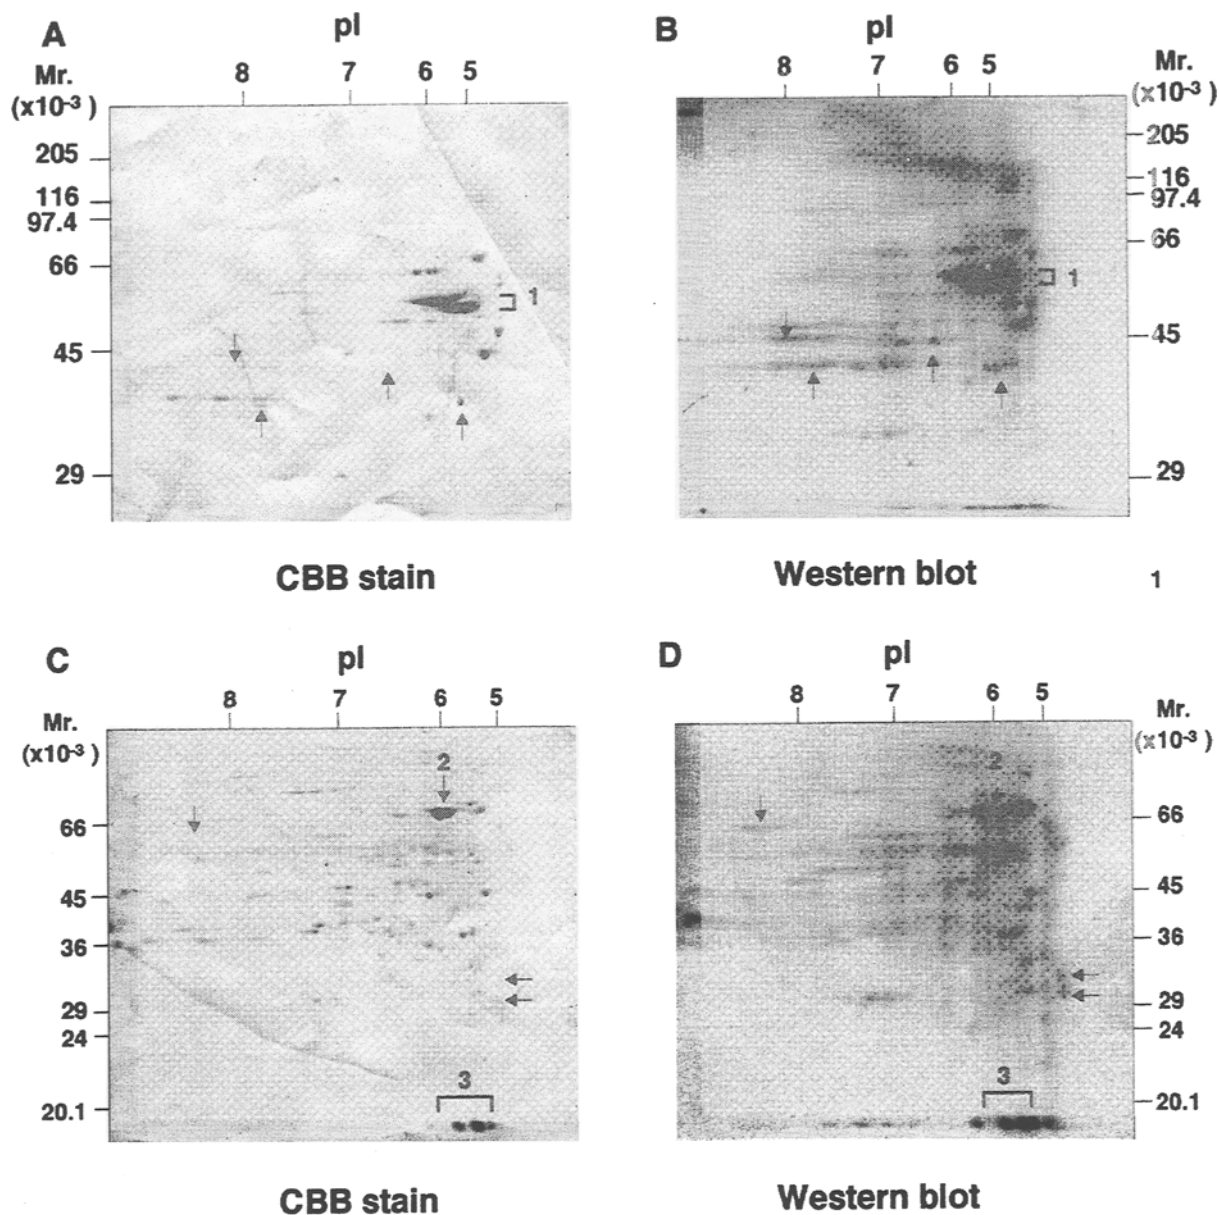 A
pI
8 7 6 5
Mr.
(x10-3 )
205
116
97.4
66
45
29
1
CBB stain
B
pI
8 7 6 5
Mr.
(x10-3 )
205
116
97.4
66
45
29
1
Western blot
1
C
pI
8 7 6 5
Mr.
(x10-3 )
66
45
36
29
24
20.1
2
3
CBB stain
D
pI
8 7 6 5
Mr.
(x10-3 )
66
45
36
29
24
20.1
2
3
Western blot